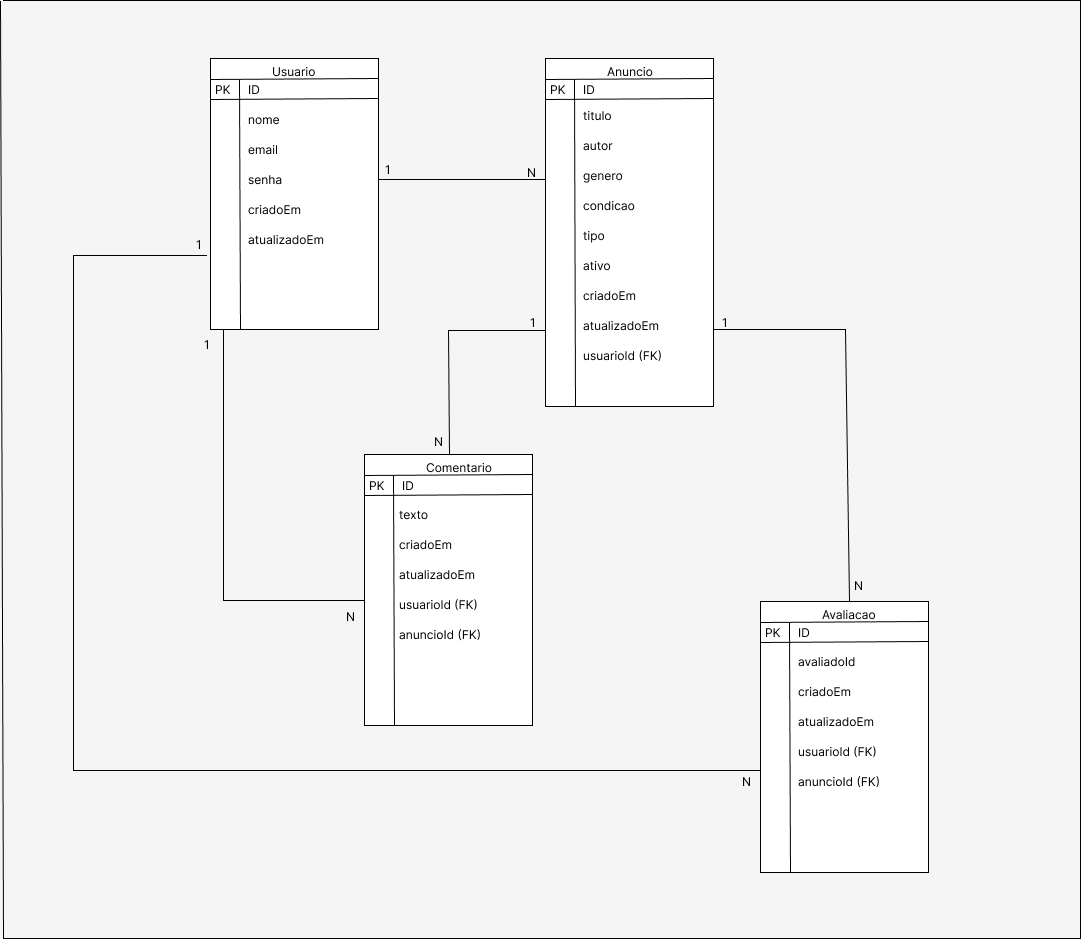 Usuario
PK ID
nome
email
senha
criadoEm
atualizadoEm
Anuncio
PK ID
titulo
autor
genero
condicao
tipo
ativo
criadoEm
atualizadoEm
usuarioId (FK)
1
N
1
1
1
1
N
N
Comentario
PK ID
texto
criadoEm
atualizadoEm
usuarioId (FK)
anuncioId (FK)
N
Avaliacao
PK ID
avaliadoId
criadoEm
atualizadoEm
usuarioId (FK)
anuncioId (FK)
N